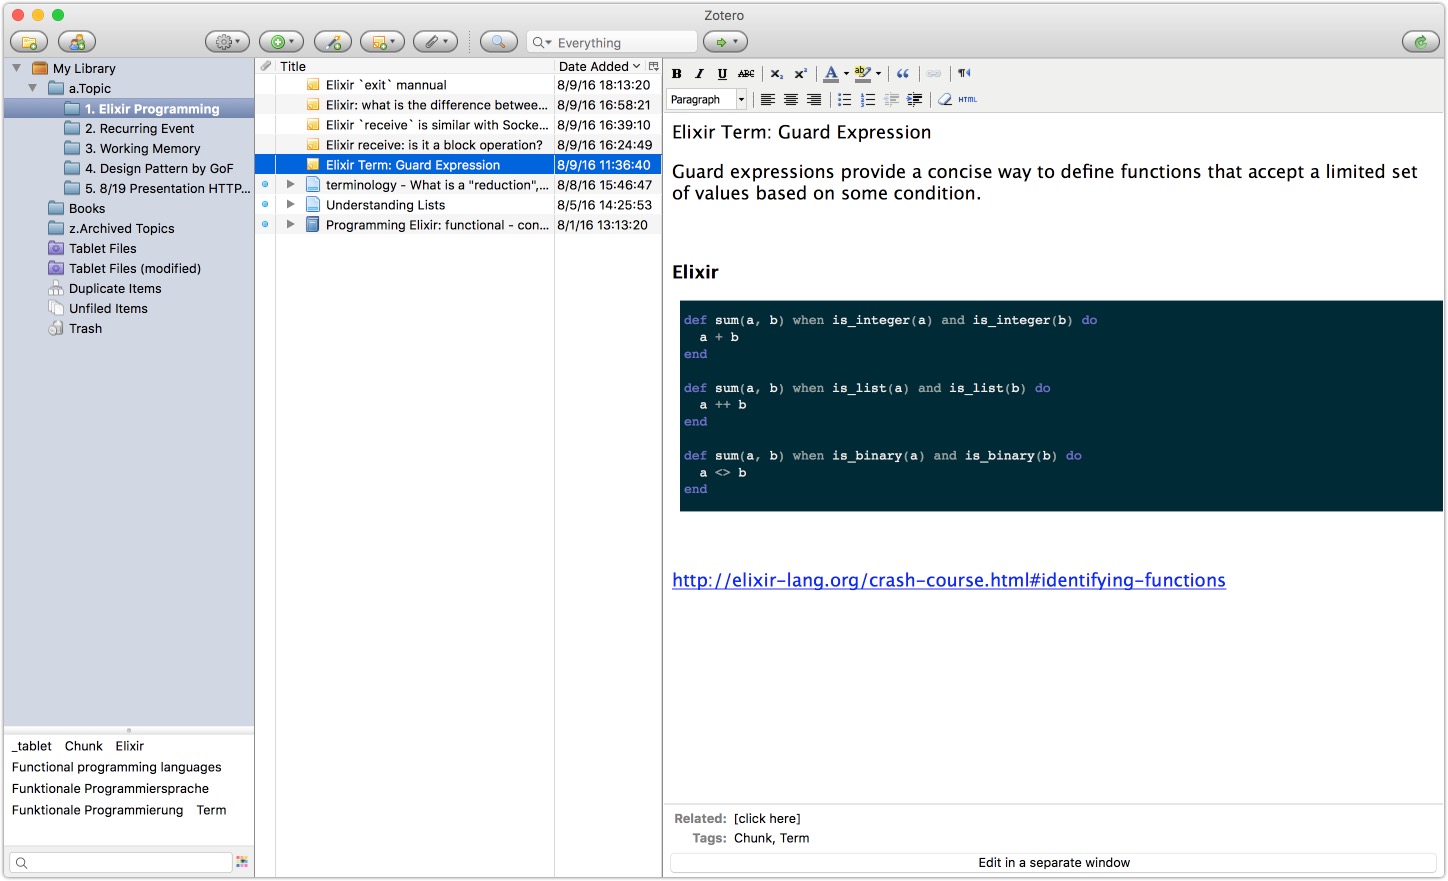 Zotero
Everything
My Library
a.Topic
1. Elixir Programming
2. Recurring Event
3. Working Memory
4. Design Pattern by GoF
5. 8/19 Presentation HTTP...
Books
z.Archived Topics
Tablet Files
Tablet Files (modified)
Duplicate Items
Unfiled Items
Trash
_tablet Chunk Elixir
Functional programming languages
Funktionale Programmiersprache
Funktionale Programmierung Term
Title Date Added
Elixir `exit` mannual 8/9/16 18:13:20
Elixir: what is the difference betwee... 8/9/16 16:58:21
Elixir `receive` is similar with Socke... 8/9/16 16:39:10
Elixir receive: is it a block operation? 8/9/16 16:24:49
Elixir Term: Guard Expression 8/9/16 11:36:40
terminology - What is a "reduction",... 8/8/16 15:46:47
Understanding Lists 8/5/16 14:25:53
Programming Elixir: functional - con... 8/1/16 13:13:20
B I U ABC X₂ X² A ab
Paragraph HTML
Elixir Term: Guard Expression
Guard expressions provide a concise way to define functions that accept a limited set
of values based on some condition.
Elixir
def sum(a, b) when is_integer(a) and is_integer(b) do
a + b
end
def sum(a, b) when is_list(a) and is_list(b) do
a ++ b
end
def sum(a, b) when is_binary(a) and is_binary(b) do
a <> b
end
http://elixir-lang.org/crash-course.html#identifying-functions
Related: [click here]
Tags: Chunk, Term
Edit in a separate window